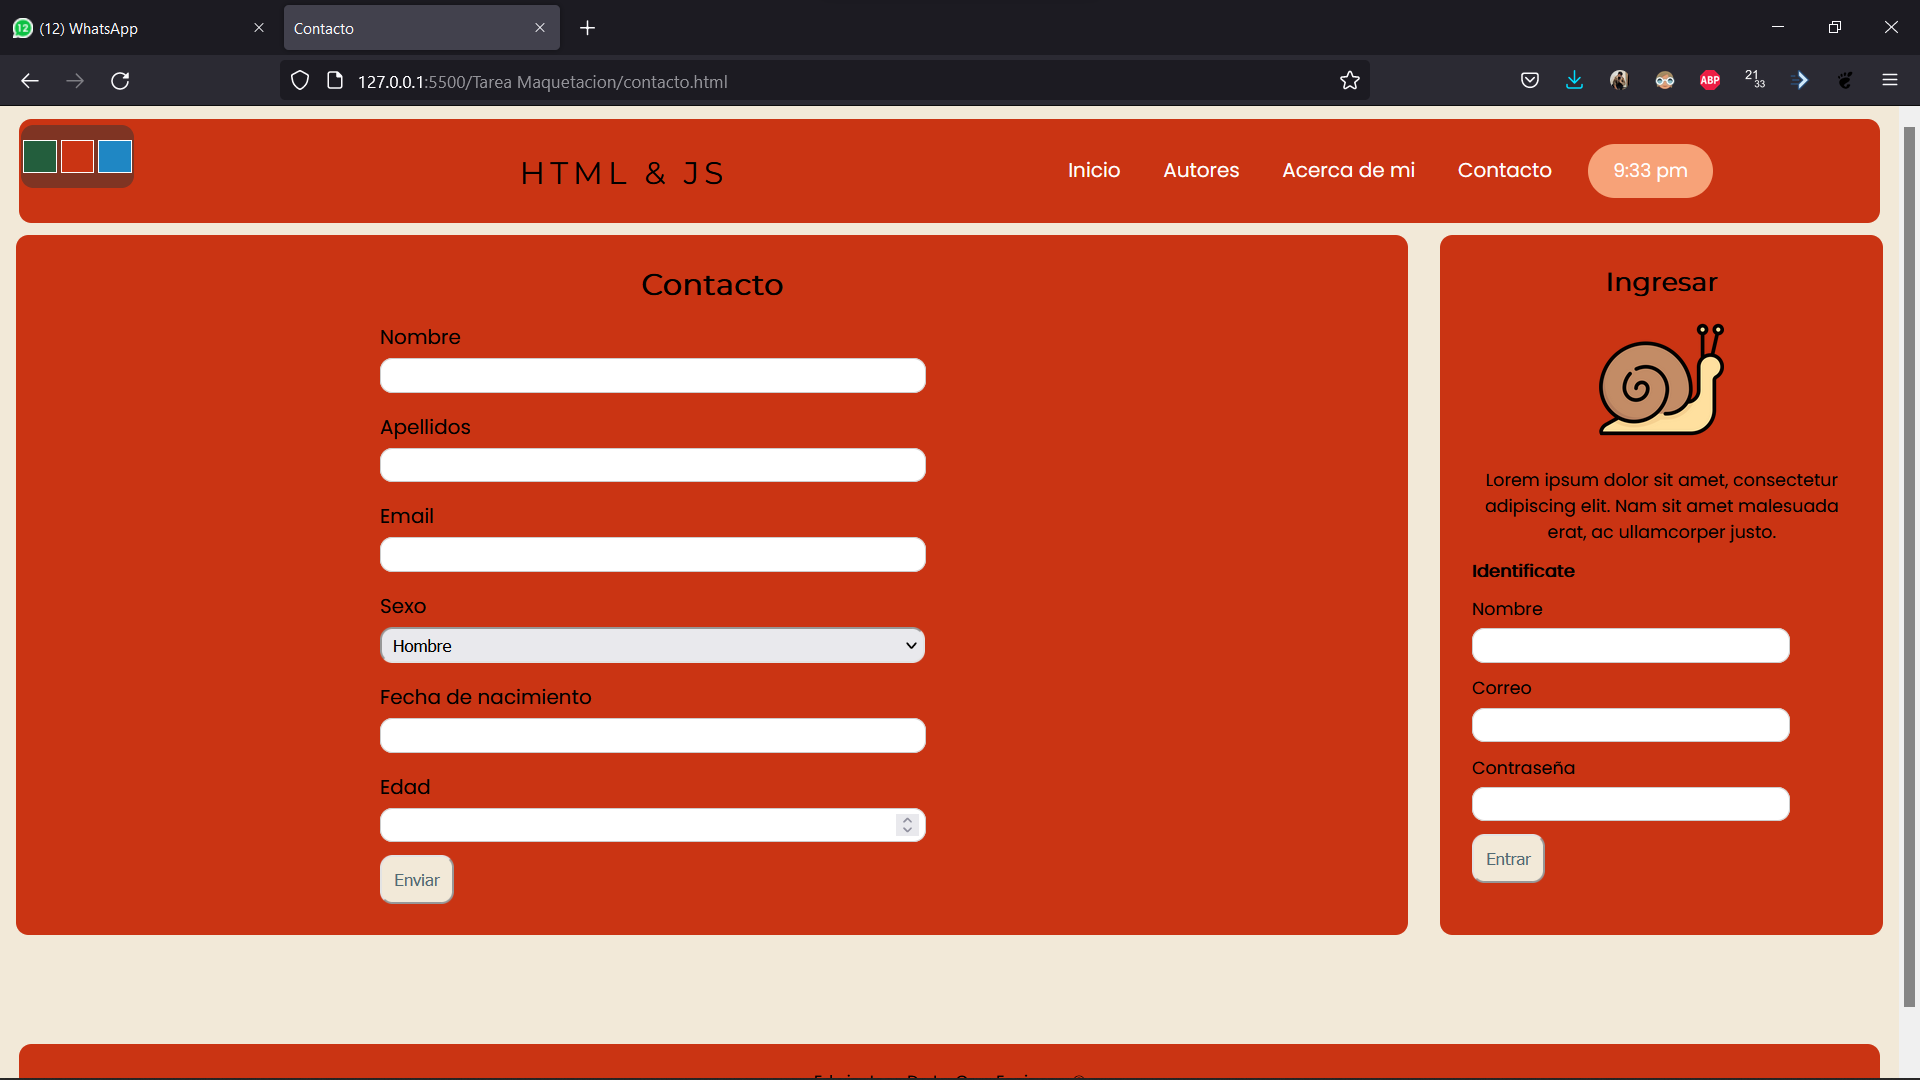 (12) WhatsApp
Contacto
127.0.0.1:5500/Tarea Maquetacion/contacto.html
ABP
21
33
HTML & JS
Inicio
Autores
Acerca de mi
Contacto
9:33 pm
Contacto
Nombre
Apellidos
Email
Sexo
Hombre
Fecha de nacimiento
Edad
Enviar
Ingresar
Lorem ipsum dolor sit amet, consectetur
adipiscing elit. Nam sit amet malesuada
erat, ac ullamcorper justo.
Identificate
Nombre
Correo
Contraseña
Entrar